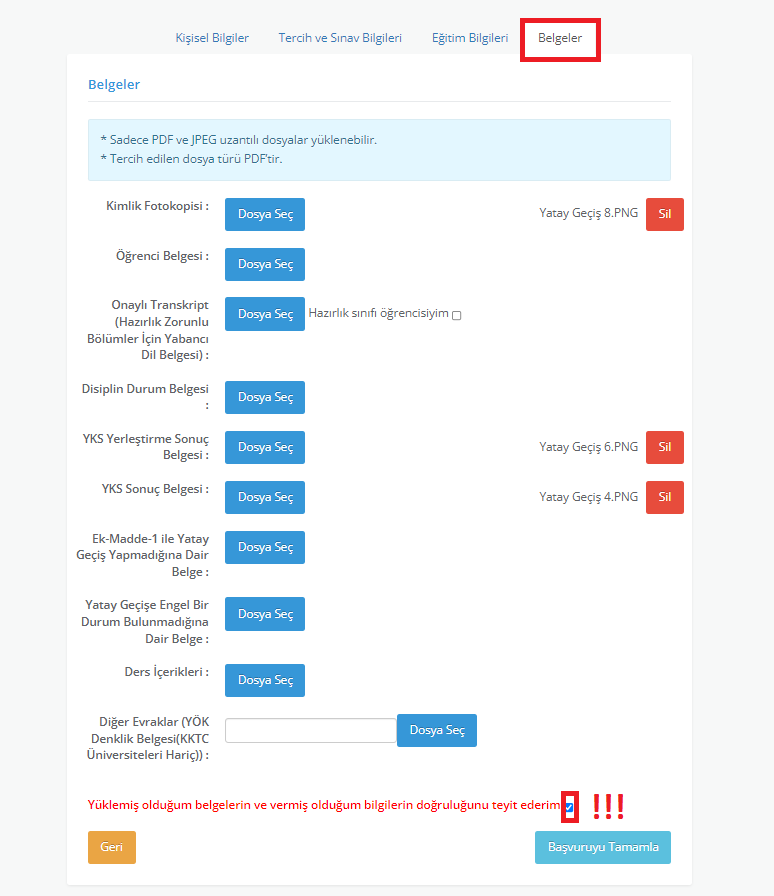 Kişisel Bilgiler Tercih ve Sınav Bilgileri Eğitim Bilgileri Belgeler
Belgeler
* Sadece PDF ve JPEG uzantılı dosyalar yüklenebilir.
* Tercih edilen dosya türü PDF'tir.
Kimlik Fotokopisi : Dosya Seç Yatay Geçiş 8.PNG Sil
Öğrenci Belgesi : Dosya Seç
Onaylı Transkript Dosya Seç Hazırlık sınıfı öğrencisiyim
(Hazırlık Zorunlu
Bölümler İçin Yabancı
Dil Belgesi) :
Disiplin Durum Belgesi Dosya Seç
:
YKS Yerleştirme Sonuç Dosya Seç Yatay Geçiş 6.PNG Sil
Belgesi :
YKS Sonuç Belgesi : Dosya Seç Yatay Geçiş 4.PNG Sil
Ek-Madde-1 ile Yatay Dosya Seç
Geçiş Yapmadığına Dair
Belge :
Yatay Geçişe Engel Bir Dosya Seç
Durum Bulunmadığına
Dair Belge :
Ders İçerikleri : Dosya Seç
Diğer Evraklar (YÖK Dosya Seç
Denklik Belgesi(KKTC
Üniversiteleri Hariç)) :
Yüklemiş olduğum belgelerin ve vermiş olduğum bilgilerin doğruluğunu teyit ederim !!!
Geri Başvuruyu Tamamla